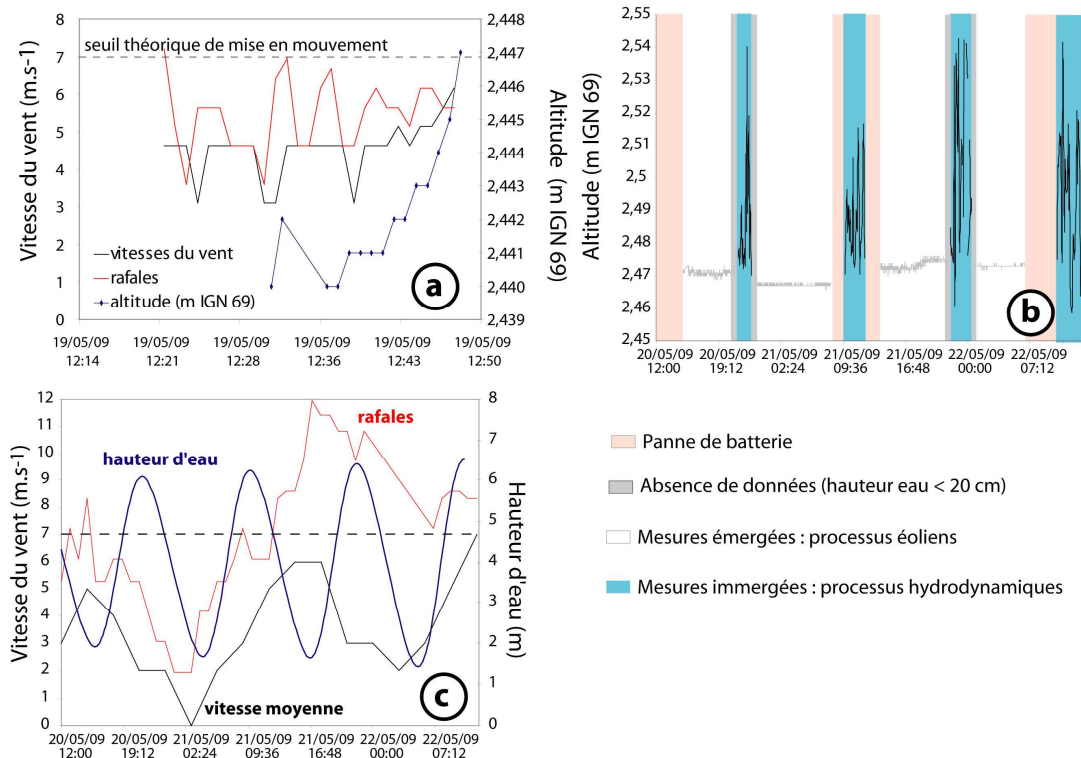 8
7
6
5
4
3
2
1
0
Vitesse du vent (m.s-1)
seuil théorique de mise en mouvement
vitesses du vent
rafales
altitude (m IGN 69)
a
2,448
2,447
2,446
2,445
2,444
2,443
2,442
2,441
2,440
2,439
Altitude (m IGN 69)
19/05/09 19/05/09 19/05/09 19/05/09 19/05/09 19/05/09
12:14 12:21 12:28 12:36 12:43 12:50
Altitude (m IGN 69)
2,55
2,54
2,53
2,52
2,51
2,5
2,49
2,48
2,47
2,46
2,45
b
20/05/09 20/05/09 21/05/09 21/05/09 21/05/09 22/05/09 22/05/09
12:00 19:12 02:24 09:36 16:48 00:00 07:12
12
11
10
9
8
7
6
5
4
3
2
1
0
Vitesse du vent (m.s-1)
rafales
hauteur d'eau
vitesse moyenne
c
8
7
6
5
4
3
2
1
0
Hauteur d'eau (m)
20/05/09 20/05/09 21/05/09 21/05/09 21/05/09 22/05/09 22/05/09
12:00 19:12 02:24 09:36 16:48 00:00 07:12
Panne de batterie
Absence de données (hauteur eau < 20 cm)
Mesures émergées : processus éoliens
Mesures immergées : processus hydrodynamiques